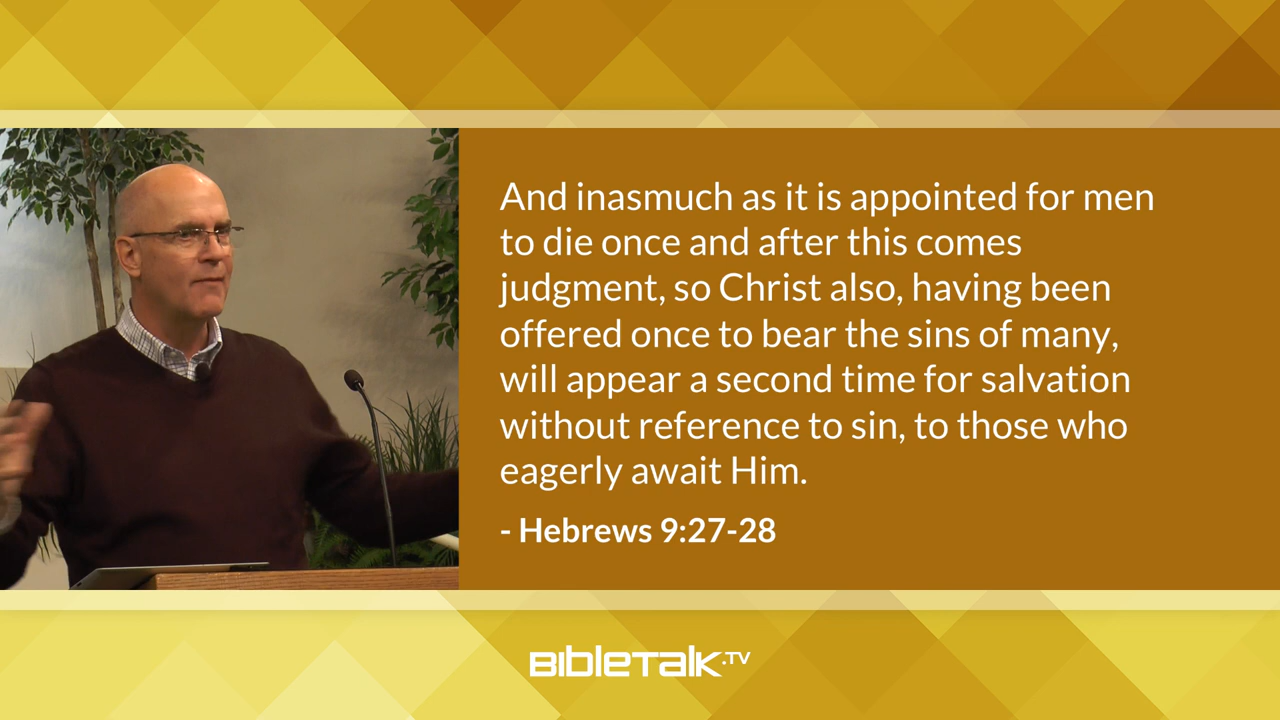 And inasmuch as it is appointed for men
to die once and after this comes
judgment, so Christ also, having been
offered once to bear the sins of many,
will appear a second time for salvation
without reference to sin, to those who
eagerly await Him.
- Hebrews 9:27-28
BIBLETALK.TV